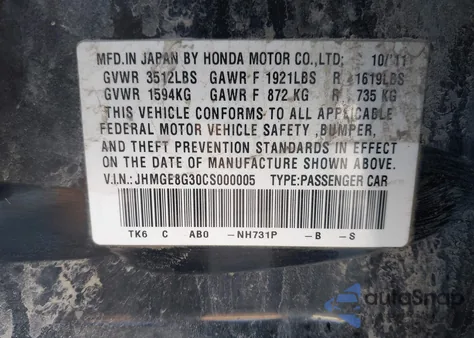 MFD.IN JAPAN BY HONDA MOTOR CO.,LTD; 10/'11
GVWR 3512LBS GAWR F 1921LBS R 1619LBS
GVWR 1594KG GAWR F 872KG R 735 KG
THIS VEHICLE CONFORMS TO ALL APPLICABLE
FEDERAL MOTOR VEHICLE SAFETY ,BUMPER,
AND THEFT PREVENTION STANDARDS IN EFFECT
ON THE DATE OF MANUFACTURE SHOWN ABOVE.
V.I.N.:JHMGE8G30CS000005 TYPE:PASSENGER CAR
TK6 C AB0 -NH731P -B -S
autosnap